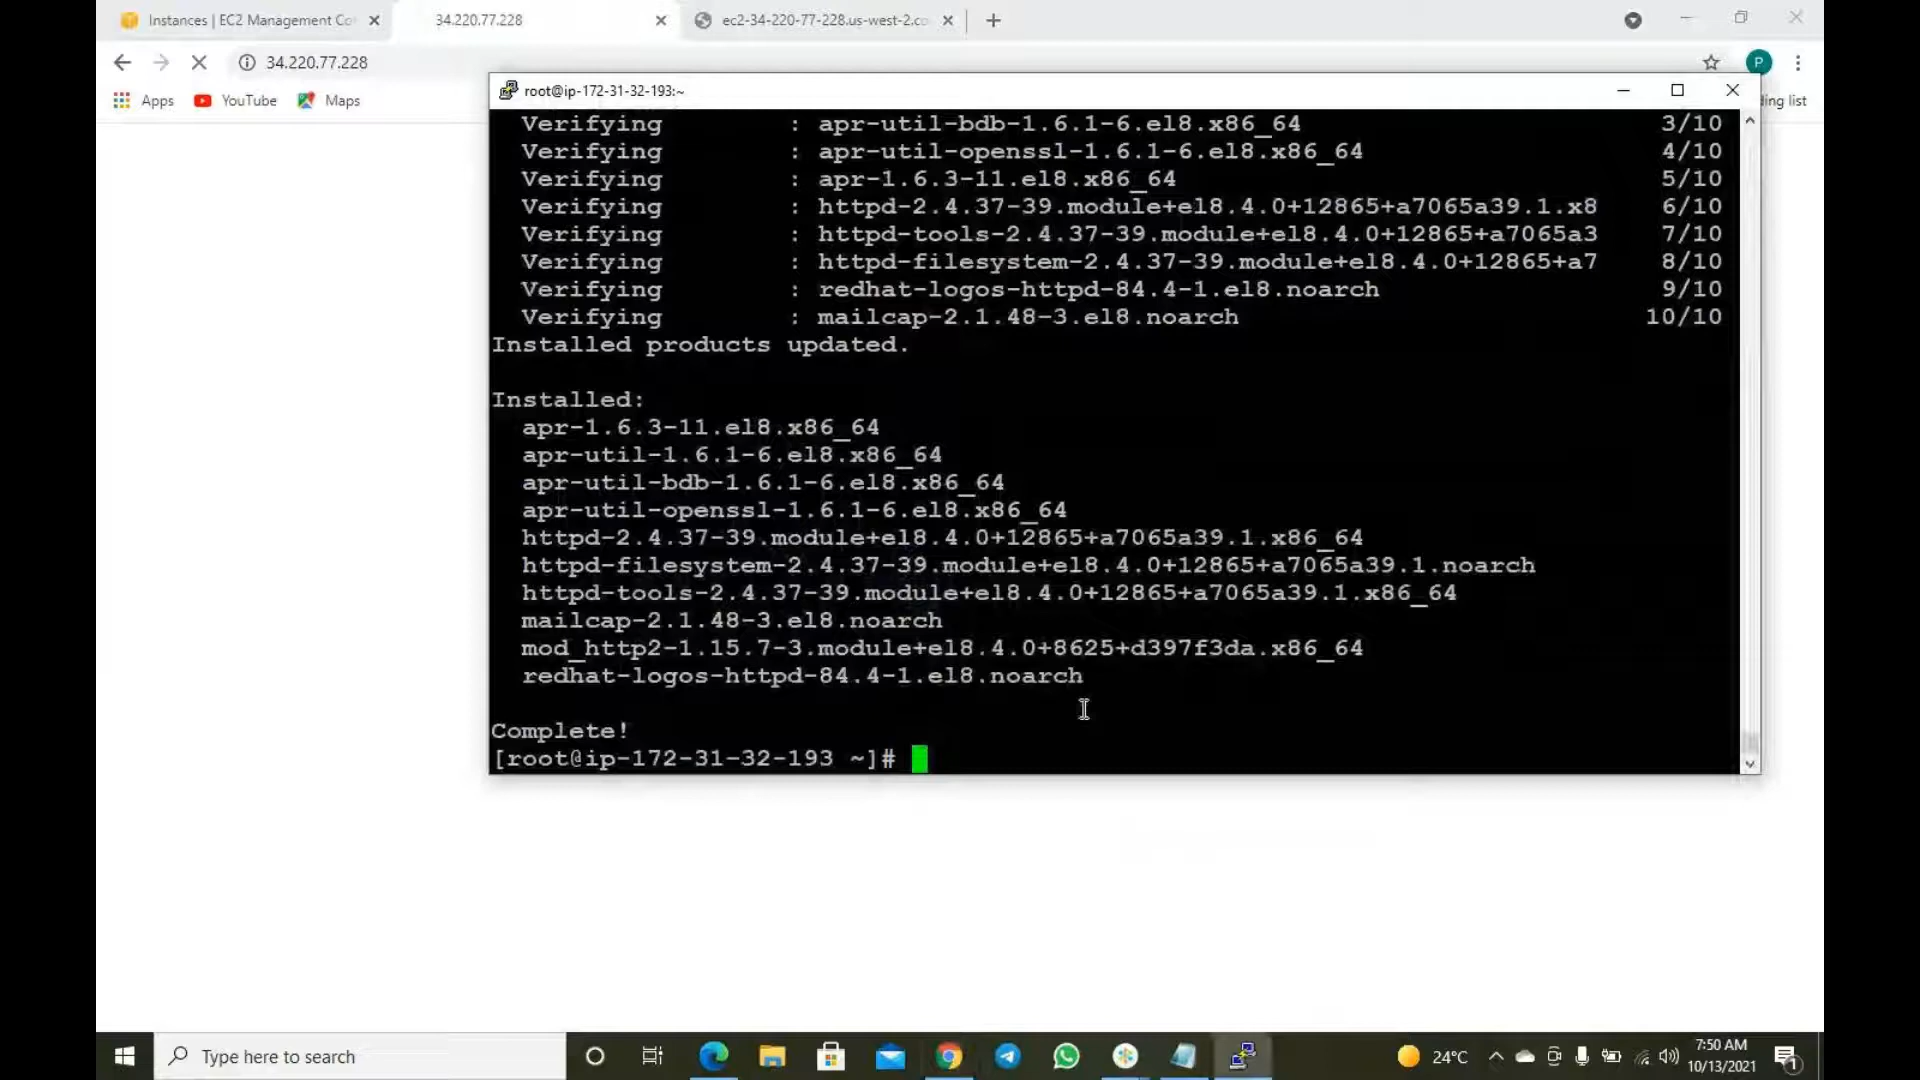 Instances | EC2 Management Co
34.220.77.228
ec2-34-220-77-228.us-west-2.co
34.220.77.228
P
Apps
YouTube
Maps
ding list
root@ip-172-31-32-193:~
Verifying : apr-util-bdb-1.6.1-6.el8.x86_64 3/10
Verifying : apr-util-openssl-1.6.1-6.el8.x86_64 4/10
Verifying : apr-1.6.3-11.el8.x86_64 5/10
Verifying : httpd-2.4.37-39.module+el8.4.0+12865+a7065a39.1.x8 6/10
Verifying : httpd-tools-2.4.37-39.module+el8.4.0+12865+a7065a3 7/10
Verifying : httpd-filesystem-2.4.37-39.module+el8.4.0+12865+a7 8/10
Verifying : redhat-logos-httpd-84.4-1.el8.noarch 9/10
Verifying : mailcap-2.1.48-3.el8.noarch 10/10
Installed products updated.
Installed:
apr-1.6.3-11.el8.x86_64
apr-util-1.6.1-6.el8.x86_64
apr-util-bdb-1.6.1-6.el8.x86_64
apr-util-openssl-1.6.1-6.el8.x86_64
httpd-2.4.37-39.module+el8.4.0+12865+a7065a39.1.x86_64
httpd-filesystem-2.4.37-39.module+el8.4.0+12865+a7065a39.1.noarch
httpd-tools-2.4.37-39.module+el8.4.0+12865+a7065a39.1.x86_64
mailcap-2.1.48-3.el8.noarch
mod_http2-1.15.7-3.module+el8.4.0+8625+d397f3da.x86_64
redhat-logos-httpd-84.4-1.el8.noarch
Complete!
[root@ip-172-31-32-193 ~]#
Type here to search
24°C
7:50 AM
10/13/2021
1